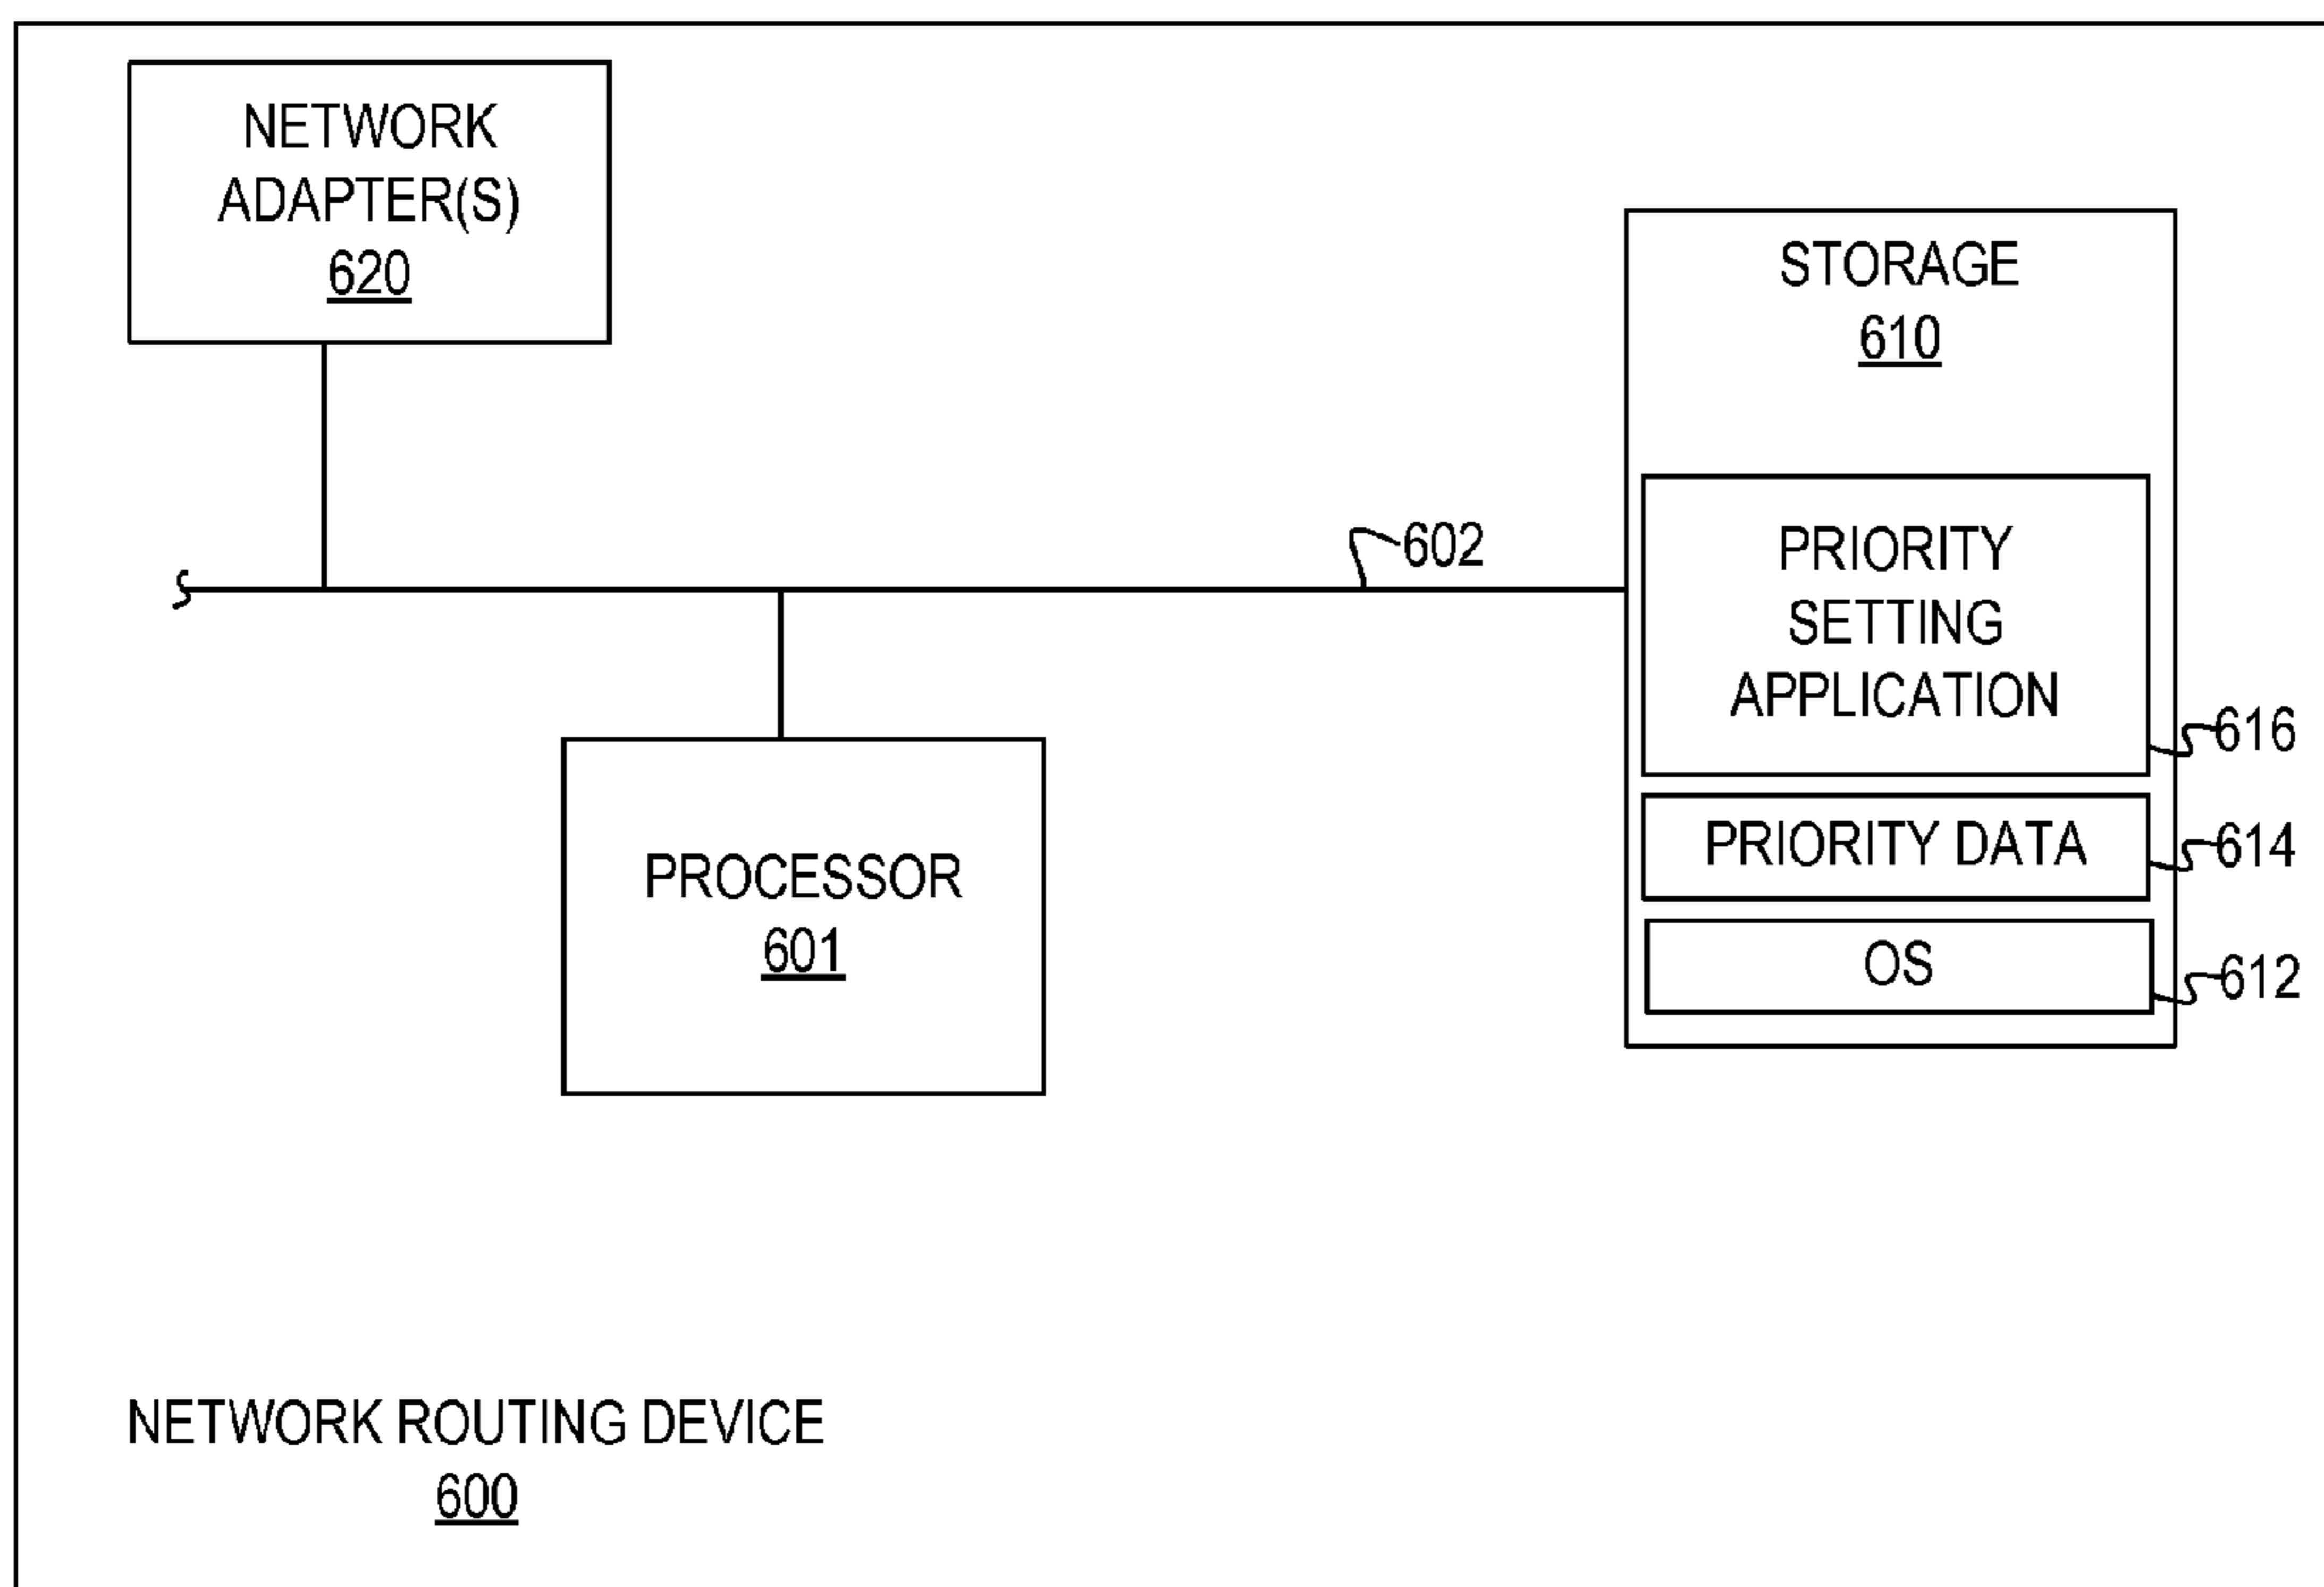 NETWORK
ADAPTER(S)
620
STORAGE
610
602
PRIORITY
SETTING
APPLICATION
616
PRIORITY DATA
614
OS
612
PROCESSOR
601
NETWORK ROUTING DEVICE
600